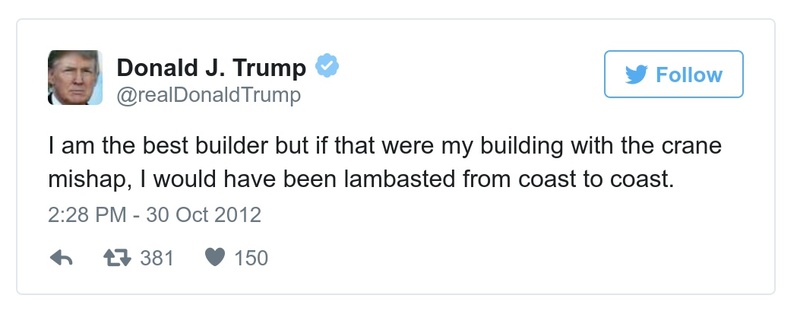 Donald J. Trump
@realDonaldTrump
Follow
I am the best builder but if that were my building with the crane
mishap, I would have been lambasted from coast to coast.
2:28 PM - 30 Oct 2012
381 150